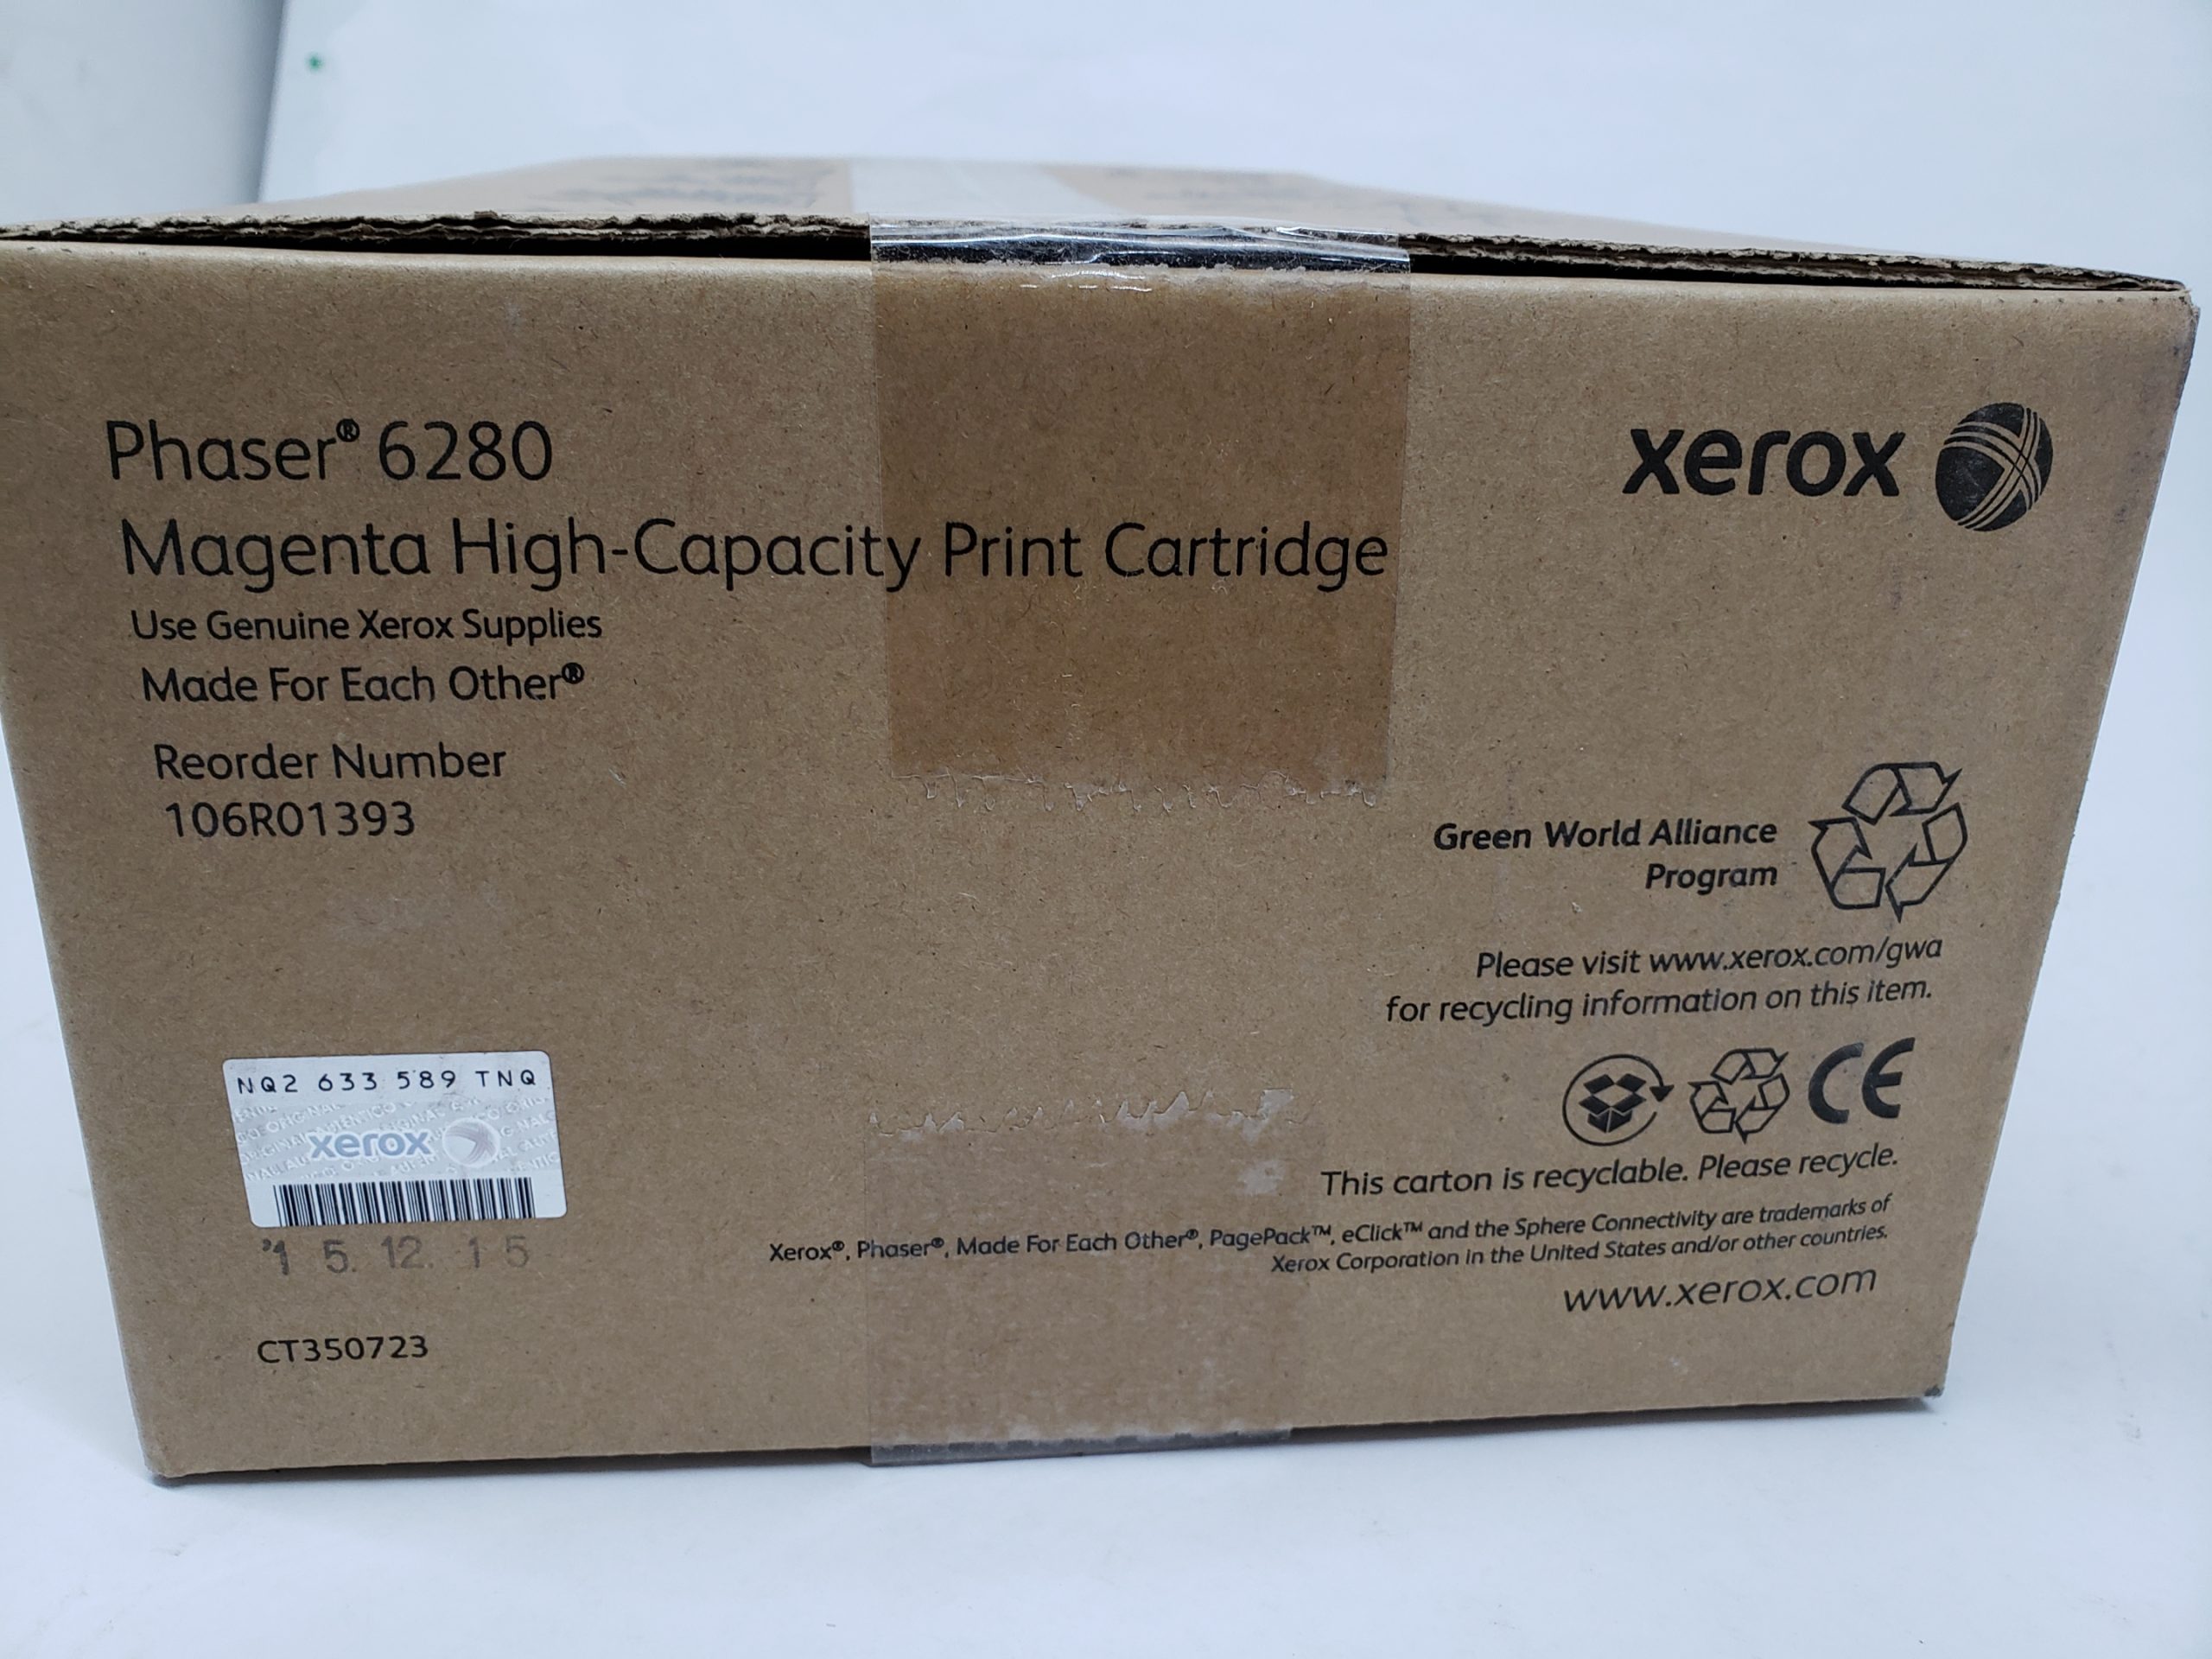 Phaser® 6280
Magenta High-Capacity Print Cartridge
Use Genuine Xerox Supplies
Made For Each Other®
Reorder Number
106R01393
xerox
Green World Alliance
Program
Please visit www.xerox.com/gwa
for recycling information on this item.
CE
This carton is recyclable. Please recycle.
Xerox®, Phaser®, Made For Each Other®, PagePack™, eClick™ and the Sphere Connectivity are trademarks of
Xerox Corporation in the United States and/or other countries.
www.xerox.com
NQ2 633 589 TNQ
xerox
'15.12.15
CT350723